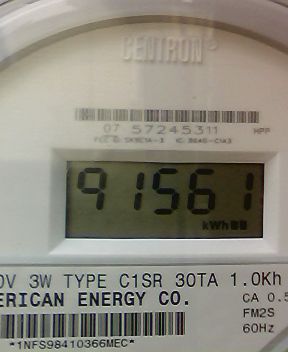 CENTRON®
07 57245311 HPP
91561
kWh
0V 3W TYPE C1SR 30TA 1.0Kh
ERICAN ENERGY CO. CA 0.5
FM2S
60Hz
*1NFS98410366MEC*